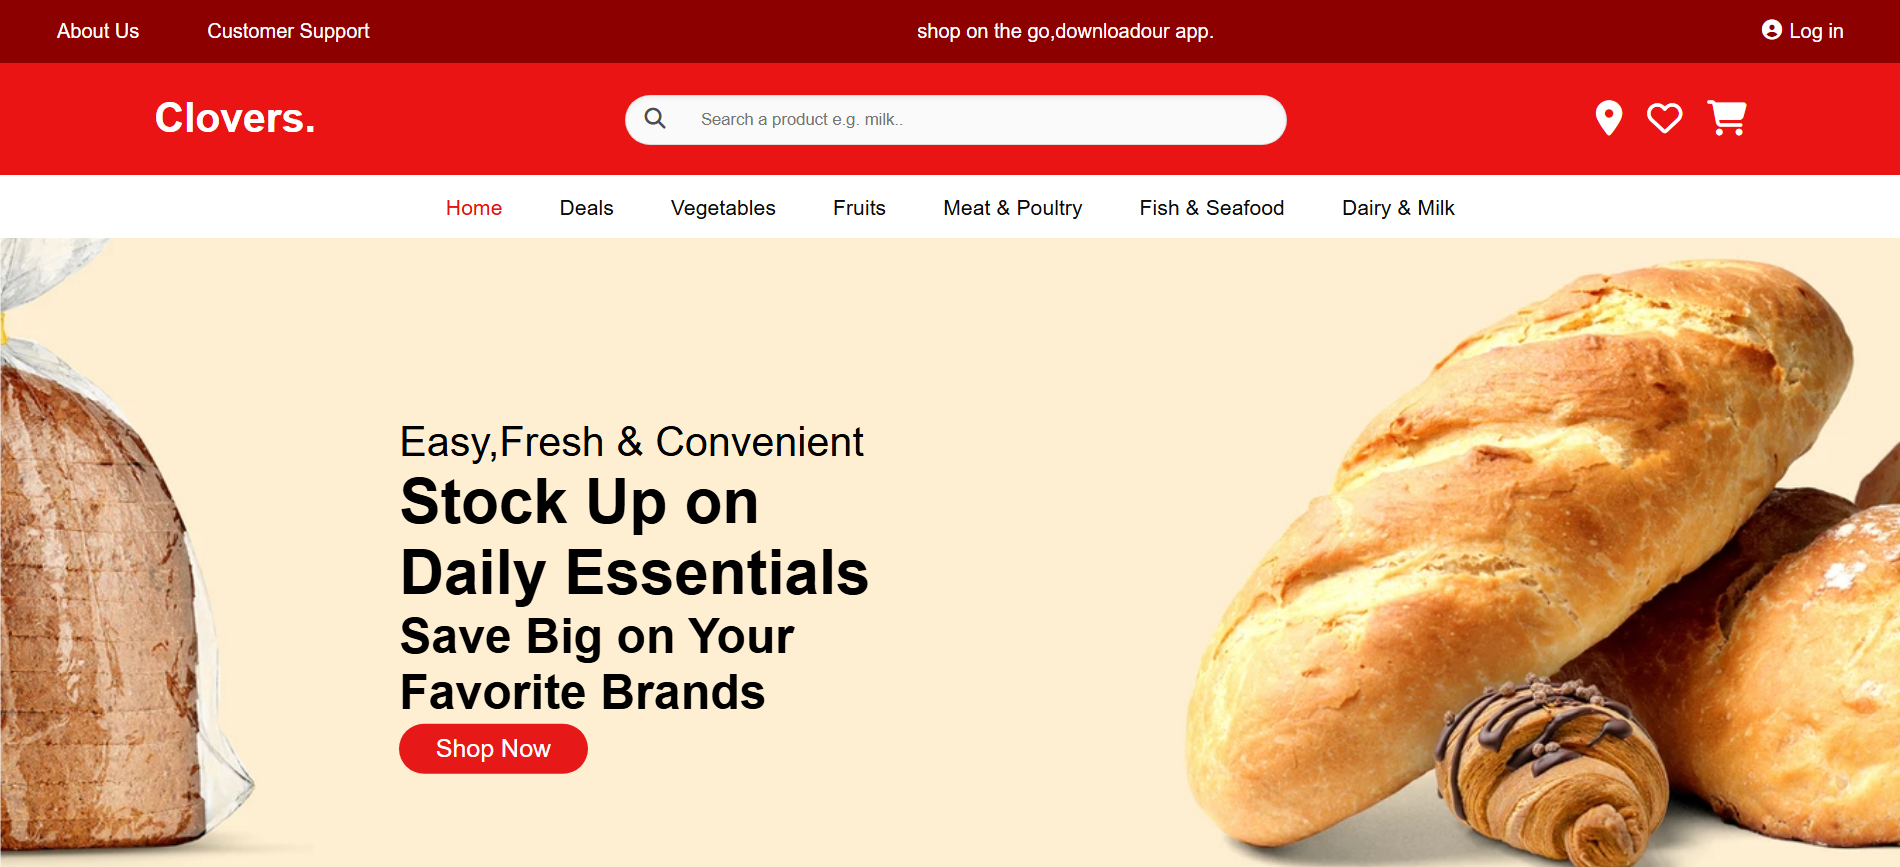 About Us Customer Support shop on the go,downloadour app. Log in
Clovers. Search a product e.g. milk..
Home Deals Vegetables Fruits Meat & Poultry Fish & Seafood Dairy & Milk
Easy,Fresh & Convenient
Stock Up on
Daily Essentials
Save Big on Your
Favorite Brands
Shop Now